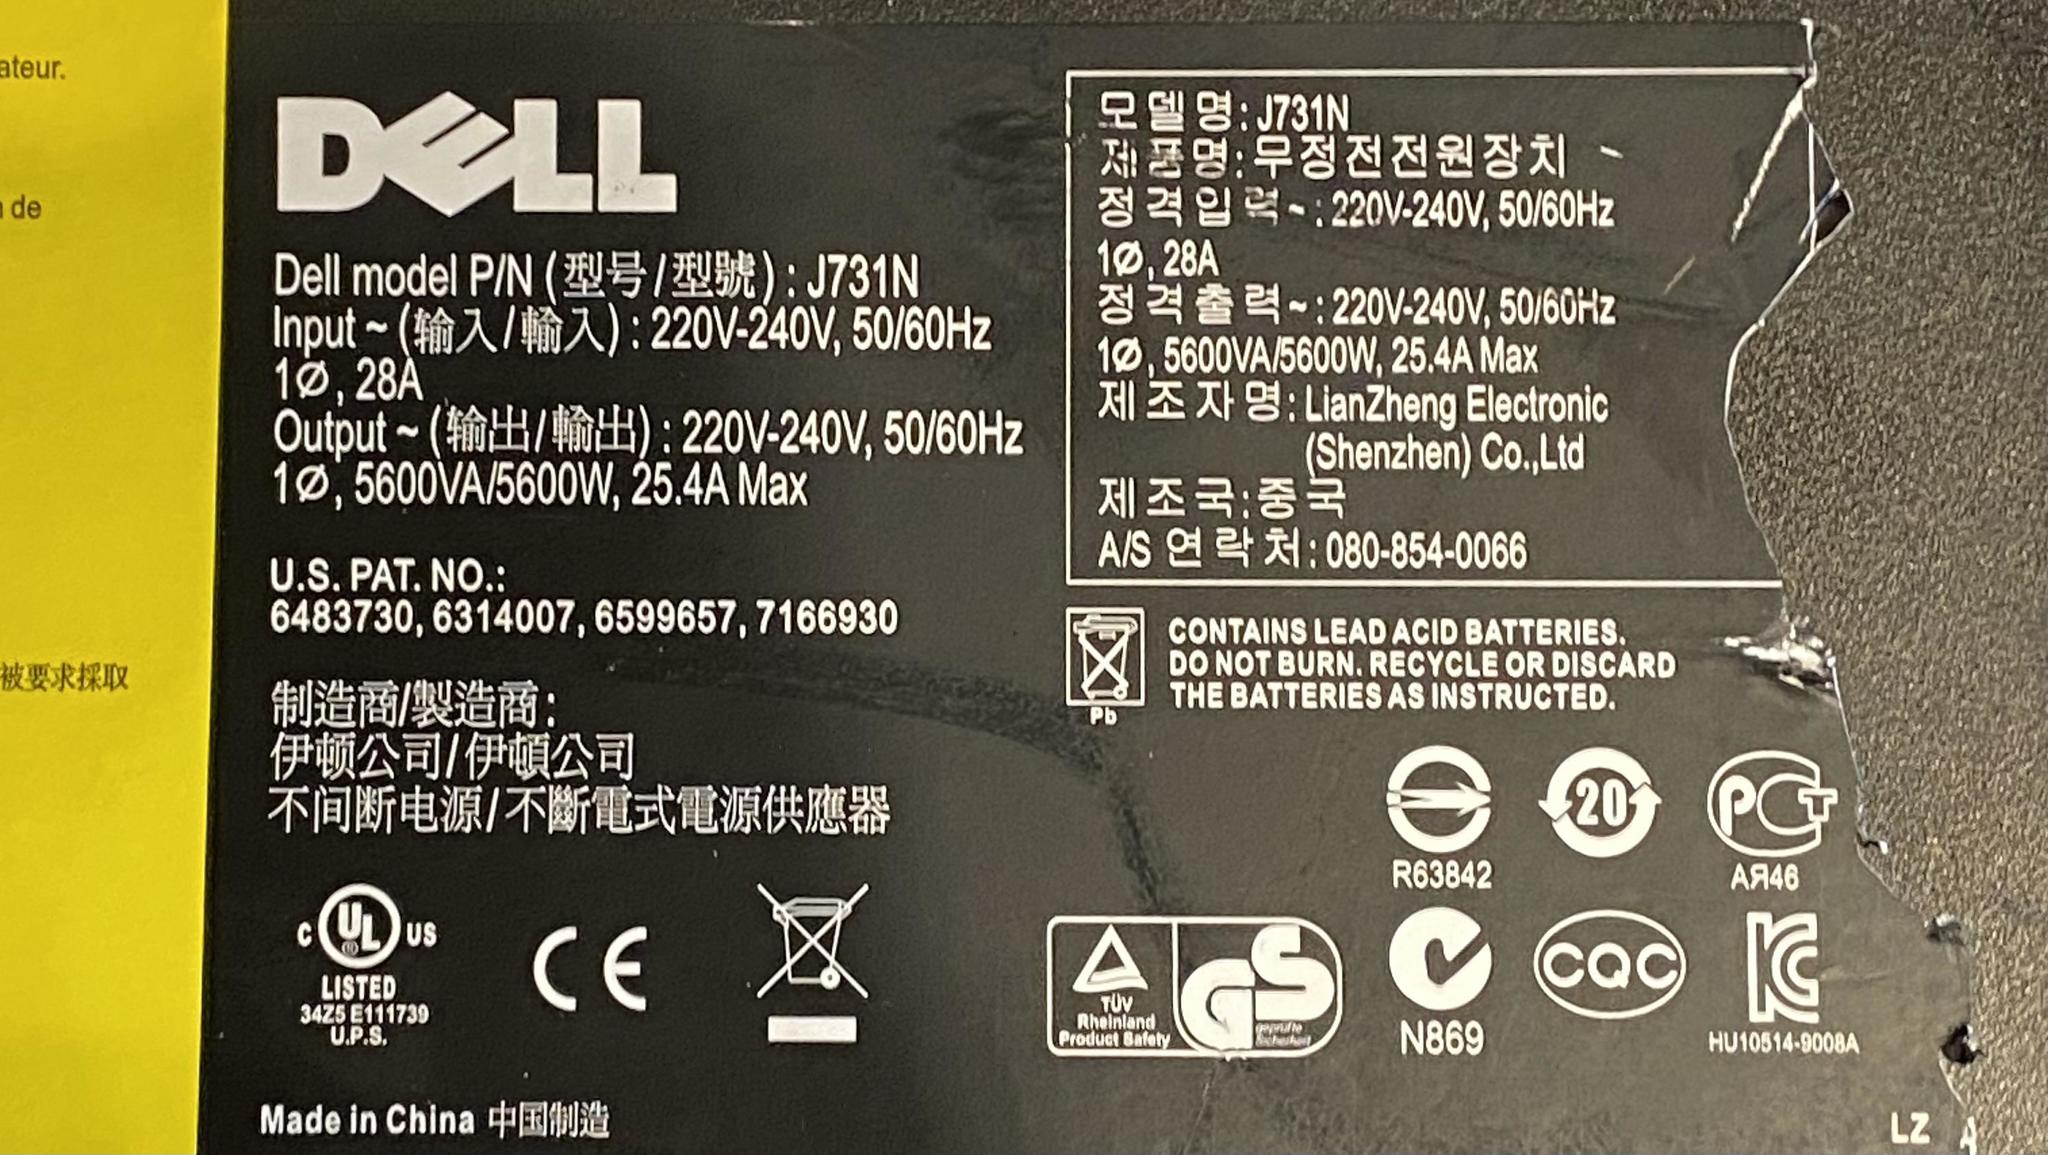 ateur.
de
被要求採取
DELL
Dell model P/N (型号/型號) : J731N
Input ~ (输入/輸入) : 220V-240V, 50/60Hz
1Ø, 28A
Output ~ (输出/輸出) : 220V-240V, 50/60Hz
1Ø, 5600VA/5600W, 25.4A Max
U.S. PAT. NO.:
6483730, 6314007, 6599657, 7166930
制造商/製造商:
伊顿公司/伊頓公司
不间断电源/不斷電式電源供應器
C UL US
LISTED
34Z5 E111739
U.P.S.
CE
Made in China 中国制造
모델명: J731N
제품명: 무정전전원장치
정격입력~: 220V-240V, 50/60Hz
1Ø, 28A
정격출력~: 220V-240V, 50/60Hz
1Ø, 5600VA/5600W, 25.4A Max
제조자명: LianZheng Electronic
(Shenzhen) Co.,Ltd
제조국:중국
A/S 연락처: 080-854-0066
Pb
CONTAINS LEAD ACID BATTERIES.
DO NOT BURN. RECYCLE OR DISCARD
THE BATTERIES AS INSTRUCTED.
R63842
20
PCT
АЯ46
TÜV
Rheinland
Product Safety
GS
geprüfte
Sicherheit
N869
CQC
KC
HU10514-9008A
LZ A